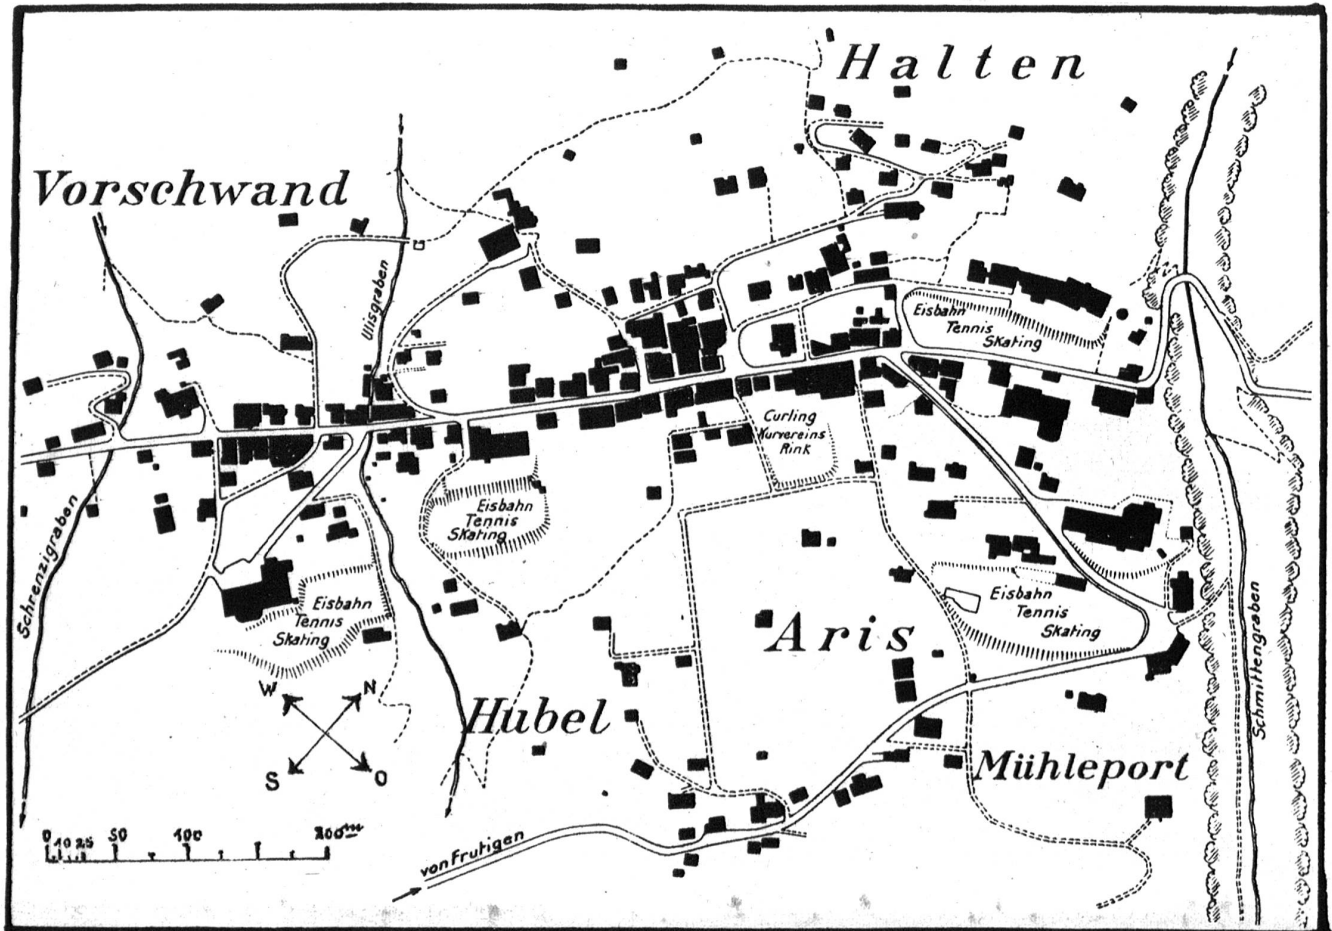 Halten
Vorschwand
Illisgraben
Eisbahn
Tennis
Skating
Curling
Kurvereins
Rink
Eisbahn
Tennis
Skating
Schrenzigraben
Eisbahn
Tennis
Skating
Eisbahn
Tennis
Skating
Aris
Schmittengraben
W
N
S
O
Hubel
Mühleport
0 10 25 50 100 200 m
von Frutigen